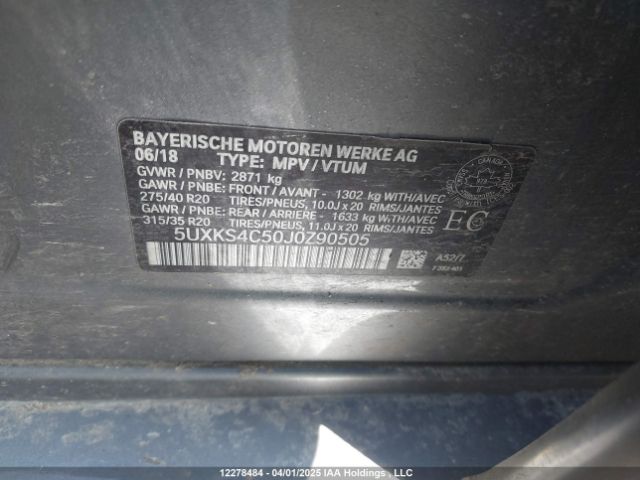 BAYERISCHE MOTOREN WERKE AG
06/18 TYPE: MPV / VTUM
GVWR / PNBV: 2871 kg
GAWR / PNBE: FRONT / AVANT - 1302 kg WITH/AVEC
275/40 R20 TIRES/PNEUS, 10.0J x 20 RIMS/JANTES
GAWR / PNBE: REAR / ARRIERE - 1633 kg WITH/AVEC
315/35 R20 TIRES/PNEUS, 11.0J x 20 RIMS/JANTES
5UXKS4C50J0Z90505
EC
CANADA
A52/7
12278484 - 04/01/2025 IAA Holdings , LLC